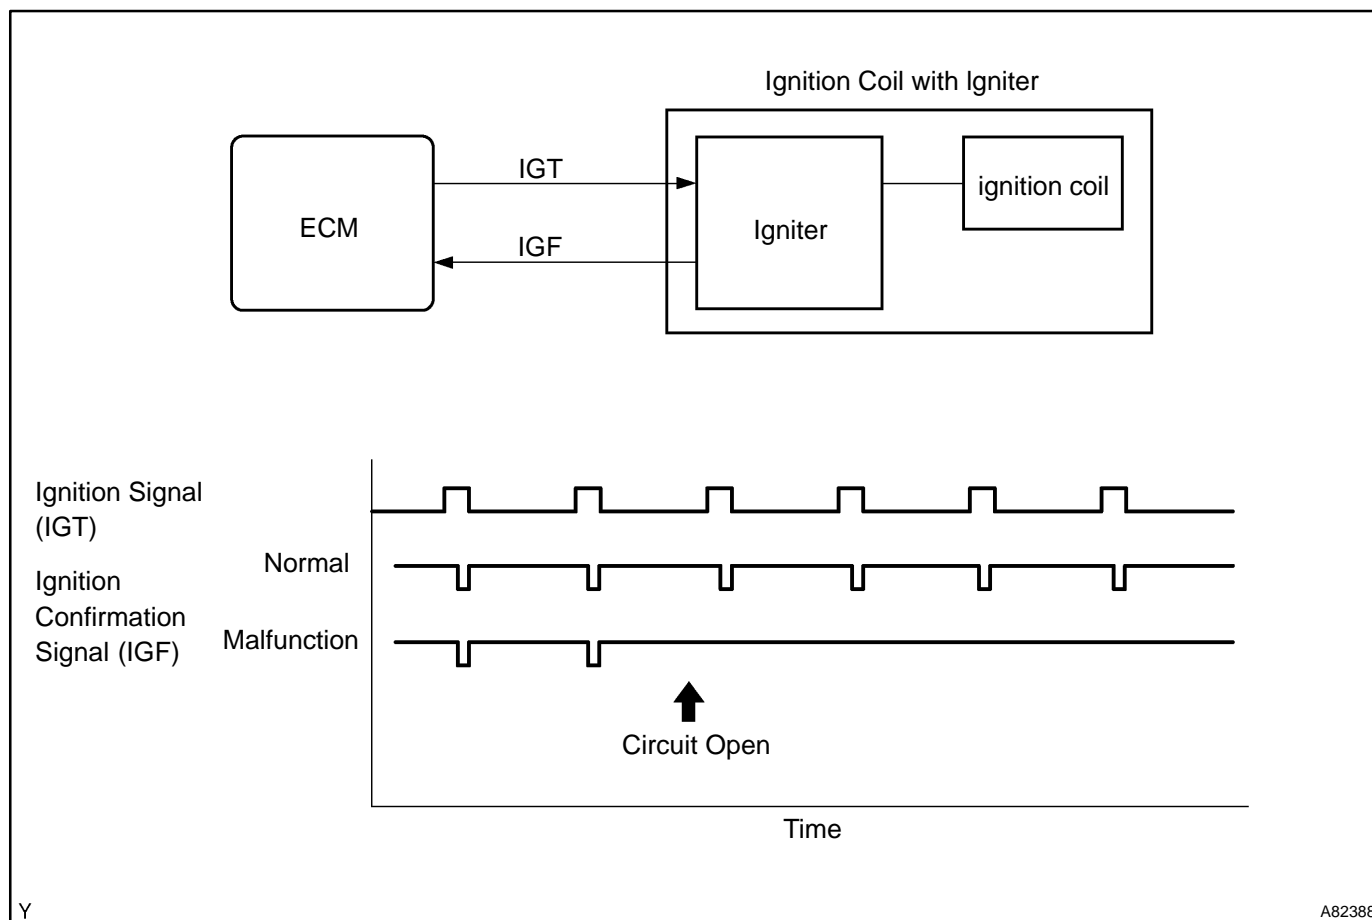 Ignition Coil with Igniter
IGT
ECM
IGF
Igniter
ignition coil
Ignition Signal
(IGT)
Normal
Ignition
Confirmation
Signal (IGF)
Malfunction
Circuit Open
Time
Y
A82388